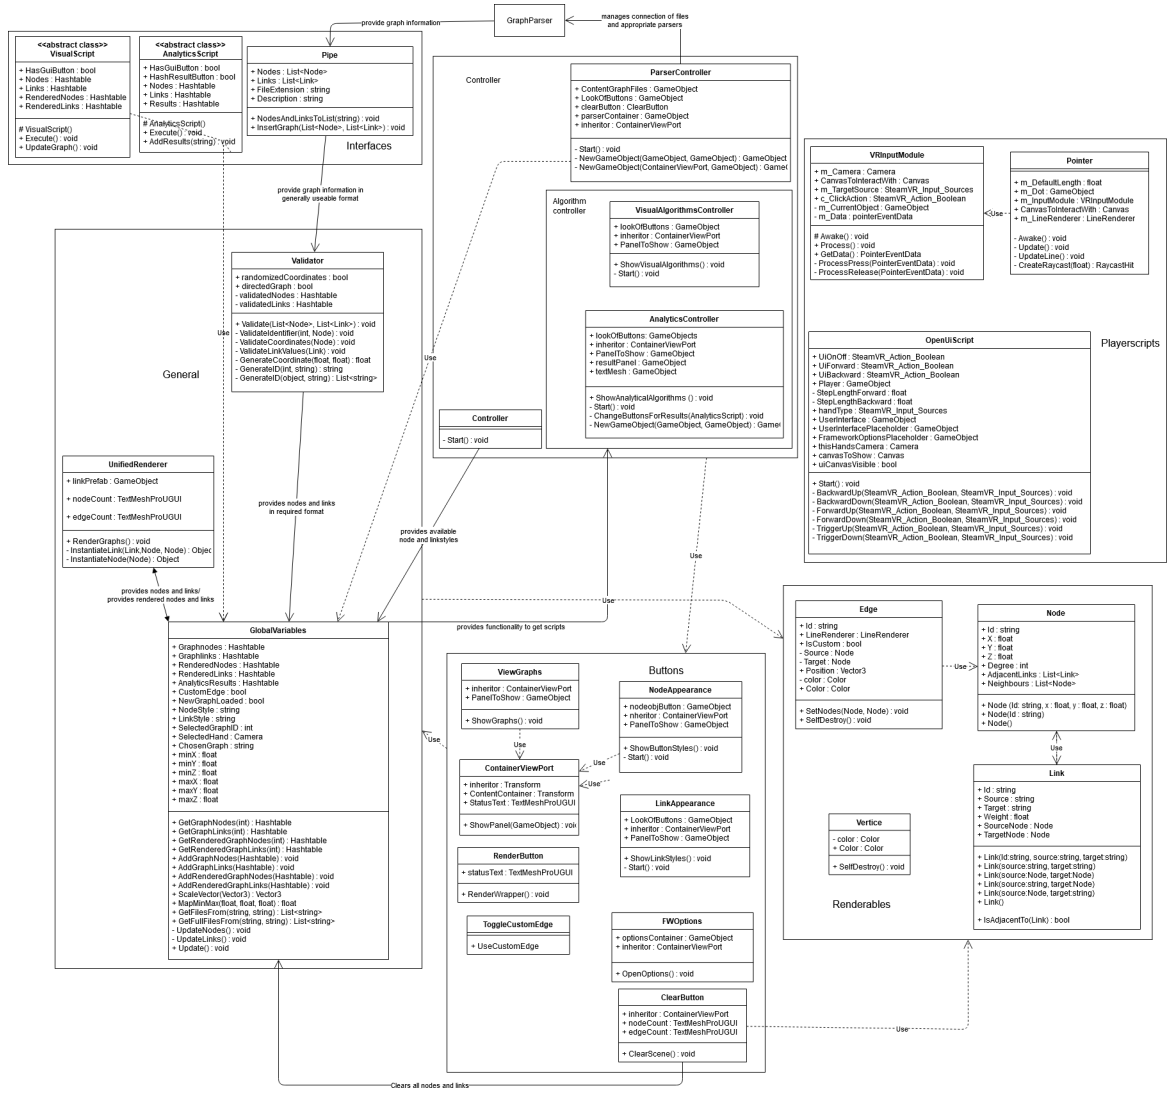 GraphParser
manages connection of files
and appropriate parsers
provide graph information
<<abstract class>>
VisualScript
+ HasGuiButton : bool
+ Nodes : Hashtable
+ Links : Hashtable
+ RenderedNodes : Hashtable
+ RenderedLinks : Hashtable
# VisualScript()
+ Execute() : void
+ UpdateGraph() : void
<<abstract class>>
AnalyticsScript
+ HasGuiButton : bool
+ HashResultButton : bool
+ Nodes : Hashtable
+ Links : Hashtable
+ Results : Hashtable
# AnalyticsScript()
+ Execute() : void
+ AddResults(string) : void
Pipe
+ Nodes : List<Node>
+ Links : List<Link>
+ FileExtension : string
+ Description : string
+ NodesAndLinksToList(string) : void
+ InsertGraph(List<Node>, List<Link>) : void
Interfaces
provide graph information in
generally useable format
Controller
ParserController
+ ContentGraphFiles : GameObject
+ LookOfButtons : GameObject
+ clearButton : ClearButton
+ parserContainer : GameObject
+ inheritor : ContainerViewPort
- Start() : void
- NewGameObject(GameObject, GameObject) : GameObject
- NewGameObject(ContainerViewPort, GameObject) : GameO
Algorithm
controller
VisualAlgorithmsController
+ lookOfButtons : GameObject
+ inheritor : ContainerViewPort
+ PanelToShow : GameObject
+ ShowVisualAlgorithms() : void
- Start() : void
AnalyticsController
+ lookOfButtons: GameObjects
+ inheritor : ContainerViewPort
+ PanelToShow : GameObject
+ resultPanel : GameObject
+ textMesh : GameObject
+ ShowAnalyticalAlgorithms () : void
- Start() : void
- ChangeButtonsForResults(AnalyticsScript) : void
- NewGameObject(GameObject, GameObject) : Game
Controller
- Start() : void
VRInputModule
+ m_Camera : Camera
+ CanvasToInteractWith : Canvas
+ m_TargetSource : SteamVR_Input_Sources
+ c_ClickAction : SteamVR_Action_Boolean
- m_CurrentObject : GameObject
- m_Data : pointerEventData
# Awake() : void
+ Process() : void
+ GetData() : PointerEventData
- ProcessPress(PointerEventData) : void
- ProcessRelease(PointerEventData) : void
Use
Pointer
+ m_DefaultLength : float
+ m_Dot : GameObject
+ m_InputModule : VRInputModule
+ CanvasToInteractWith : Canvas
+ m_LineRenderer : LineRenderer
- Awake() : void
- Update() : void
- UpdateLine() : void
- CreateRaycast(float) : RaycastHit
OpenUiScript
+ UiOnOff : SteamVR_Action_Boolean
+ UiForward : SteamVR_Action_Boolean
+ UiBackward : SteamVR_Action_Boolean
+ Player : GameObject
- StepLengthForward : float
- StepLengthBackward : float
+ handType : SteamVR_Input_Sources
+ UserInterface : GameObject
+ UserInterfacePlaceholder : GameObject
+ FrameworkOptionsPlaceholder : GameObject
+ thisHandsCamera : Camera
+ canvasToShow : Canvas
+ uiCanvasVisible : bool
+ Start() : void
- BackwardUp(SteamVR_Action_Boolean, SteamVR_Input_Sources) : void
- BackwardDown(SteamVR_Action_Boolean, SteamVR_Input_Sources) : void
- ForwardUp(SteamVR_Action_Boolean, SteamVR_Input_Sources) : void
- ForwardDown(SteamVR_Action_Boolean, SteamVR_Input_Sources) : void
- TriggerUp(SteamVR_Action_Boolean, SteamVR_Input_Sources) : void
- TriggerDown(SteamVR_Action_Boolean, SteamVR_Input_Sources) : void
Playerscripts
General
Validator
+ randomizedCoordinates : bool
+ directedGraph : bool
- validatedNodes : Hashtable
- validatedLinks : Hashtable
+ Validate(List<Node>, List<Link>) : void
- ValidateIdentifier(int, Node) : void
- ValidateCoordinates(Node) : void
- ValidateLinkValues(Link) : void
- GenerateCoordinate(float, float) : float
- GenerateID(int, string) : string
- GenerateID(object, string) : List<string>
Use
Use
UnifiedRenderer
+ linkPrefab : GameObject
+ nodeCount : TextMeshProUGUI
+ edgeCount : TextMeshProUGUI
+ RenderGraphs() : void
- InstantiateLink(Link,Node, Node) : Object
- InstantiateNode(Node) : Object
provides nodes and links
in required format
provides available
node and linkstyles
provides nodes and links/
provides rendered nodes and links
Use
Use
provides functionality to get scripts
GlobalVariables
+ Graphnodes : Hashtable
+ Graphlinks : Hashtable
+ RenderedNodes : Hashtable
+ RenderedLinks : Hashtable
+ AnalyticsResults : Hashtable
+ CustomEdge : bool
+ NewGraphLoaded : bool
+ NodeStyle : string
+ LinkStyle : string
+ SelectedGraphID : int
+ SelectedHand : Camera
+ ChosenGraph : string
+ minX : float
+ minY : float
+ minZ : float
+ maxX : float
+ maxY : float
+ maxZ : float
+ GetGraphNodes(int) : Hashtable
+ GetGraphLinks(int) : Hashtable
+ GetRenderedGraphNodes(int) : Hashtable
+ GetRenderedGraphLinks(int) : Hashtable
+ AddGraphNodes(Hashtable) : void
+ AddGraphLinks(Hashtable) : void
+ AddRenderedGraphNodes(Hashtable) : void
+ AddRenderedGraphLinks(Hashtable) : void
+ ScaleVector(Vector3) : Vector3
+ MapMinMax(float, float, float) : float
+ GetFilesFrom(string, string) : List<string>
+ GetFullFilesFrom(string, string) : List<string>
- UpdateNodes() : void
- UpdateLinks() : void
+ Update() : void
Use
Buttons
ViewGraphs
+ inheritor : ContainerViewPort
+ PanelToShow : GameObject
+ ShowGraphs() : void
Use
ContainerViewPort
+ inheritor : Transform
+ ContentContainer : Transform
+ StatusText : TextMeshProUGUI
+ ShowPanel(GameObject) : void
RenderButton
+ statusText : TextMeshProUGUI
+ RenderWrapper() : void
ToggleCustomEdge
+ UseCustomEdge
NodeAppearance
+ nodeobjButton : GameObject
+ nheritor : ContainerViewPort
+ PanelToShow : GameObject
+ ShowButtonStyles() : void
- Start() : void
Use
Use
LinkAppearance
+ LookOfButtons : GameObject
+ inheritor : ContainerViewPort
+ PanelToShow : GameObject
+ ShowLinkStyles() : void
- Start() : void
FWOptions
+ optionsContainer : GameObject
+ inheritor : ContainerViewPort
+ OpenOptions() : void
ClearButton
+ inheritor : ContainerViewPort
+ nodeCount : TextMeshProUGUI
+ edgeCount : TextMeshProUGUI
+ ClearScene() : void
Use
Clears all nodes and links
Edge
+ Id : string
+ LineRenderer : LineRenderer
+ IsCustom : bool
- Source : Node
- Target : Node
+ Position : Vector3
- color : Color
+ Color : Color
+ SetNodes(Node, Node) : void
+ SelfDestroy() : void
Use
Node
+ Id : string
+ X : float
+ Y : float
+ Z : float
+ Degree : int
+ AdjacentLinks : List<Link>
+ Neighbours : List<Node>
+ Node (Id: string, x : float, y : float, z : float)
+ Node(Id : string)
+ Node()
Use
Link
+ Id : string
+ Source : string
+ Target : string
+ Weight : float
+ SourceNode : Node
+ TargetNode : Node
+ Link(Id:string, source:string, target:string)
+ Link(source:string, target:string)
+ Link(source:Node, target:Node)
+ Link(source:string, target:Node)
+ Link(source:Node, target:string)
+ Link()
+ IsAdjacentTo(Link) : bool
Vertice
- color : Color
+ Color : Color
+ SelfDestroy() : void
Renderables